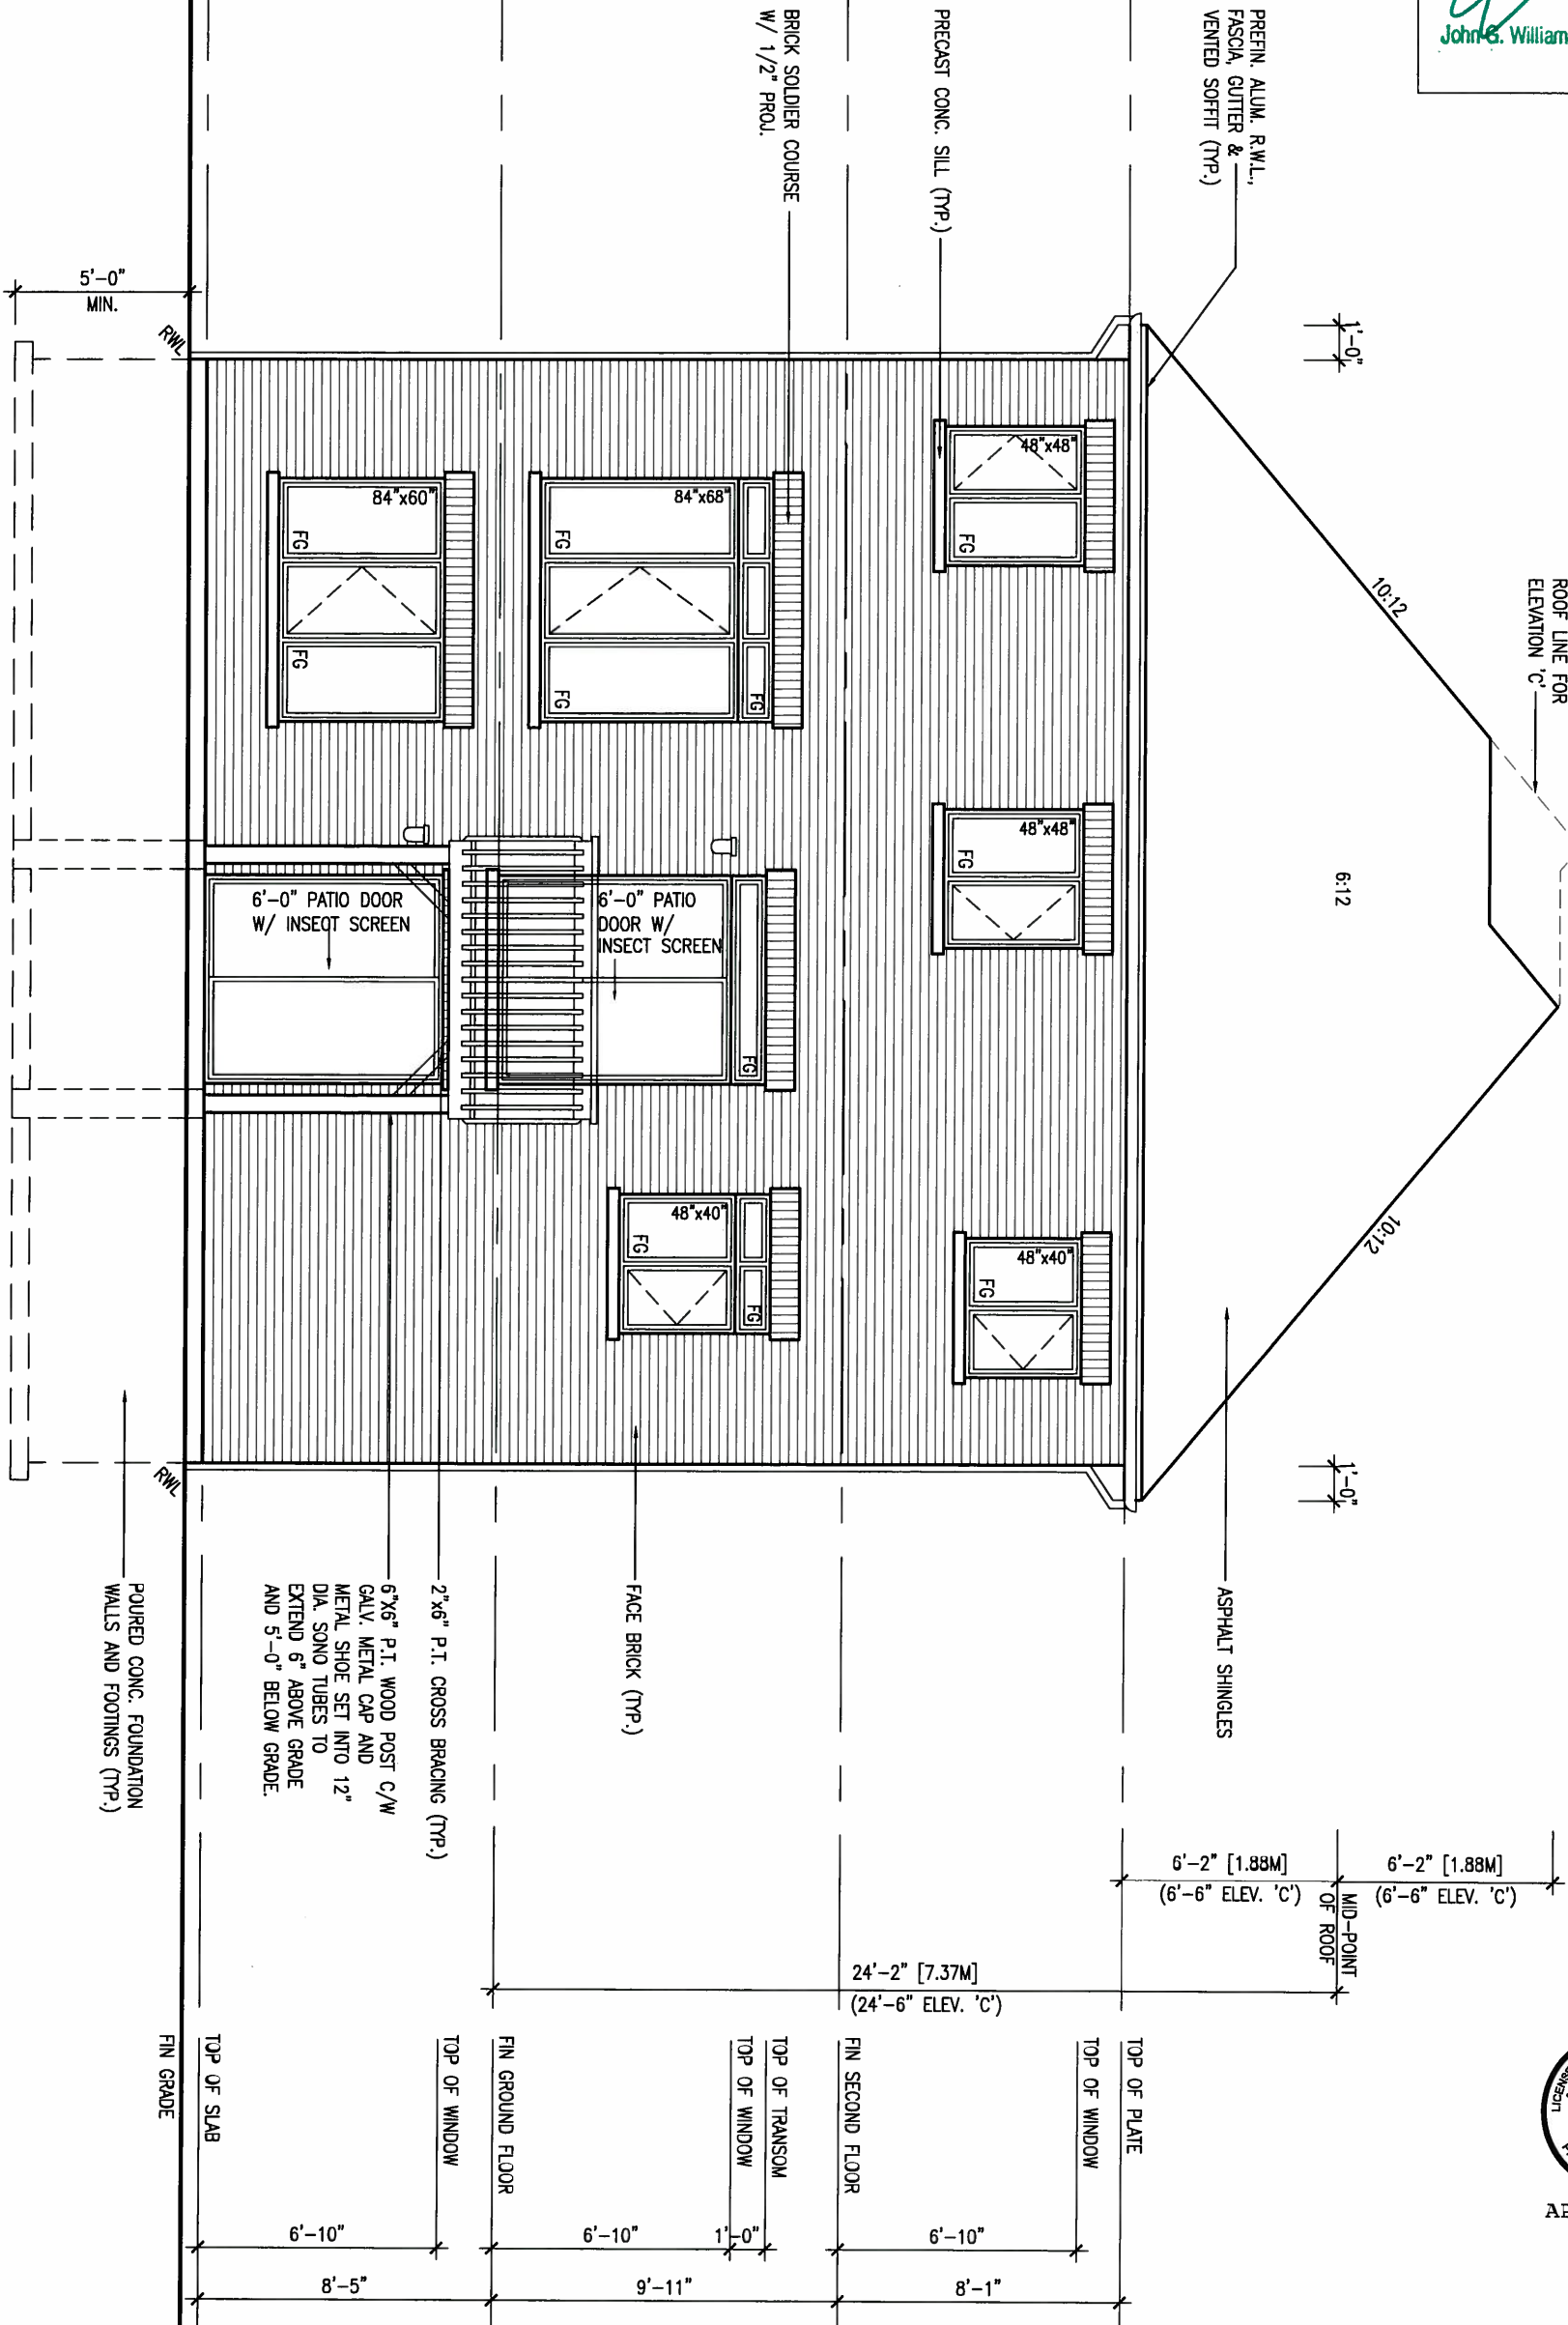 John G. William
PREFIN. ALUM. R.W.L.,
FASCIA, GUTTER &
VENTED SOFFIT (TYP.)
PRECAST CONC. SILL (TYP.)
BRICK SOLDIER COURSE
W/ 1/2" PROJ.
5'-0"
MIN.
RWL
1'-0"
ROOF LINE FOR
ELEVATION 'C'
10:12
6:12
10:12
1'-0"
48"x48"
FG
48"x48"
FG
48"x40"
FG
84"x68"
FG
FG
FG
84"x60"
FG
FG
6'-0" PATIO
DOOR W/
INSECT SCREEN
FG
6'-0" PATIO DOOR
W/ INSECT SCREEN
48"x40"
FG
FG
RWL
ASPHALT SHINGLES
FACE BRICK (TYP.)
2"x6" P.T. CROSS BRACING (TYP.)
6"X6" P.T. WOOD POST C/W
GALV. METAL CAP AND
METAL SHOE SET INTO 12"
DIA. SONO TUBES TO
EXTEND 6" ABOVE GRADE
AND 5'-0" BELOW GRADE.
POURED CONC. FOUNDATION
WALLS AND FOOTINGS (TYP.)
6'-2" [1.88M]
(6'-6" ELEV. 'C')
6'-2" [1.88M]
(6'-6" ELEV. 'C')
MID-POINT
OF ROOF
24'-2" [7.37M]
(24'-6" ELEV. 'C')
TOP OF PLATE
TOP OF WINDOW
FIN SECOND FLOOR
TOP OF TRANSOM
TOP OF WINDOW
FIN GROUND FLOOR
TOP OF WINDOW
TOP OF SLAB
FIN GRADE
6'-10"
6'-10"
1'-0"
6'-10"
8'-5"
9'-11"
8'-1"